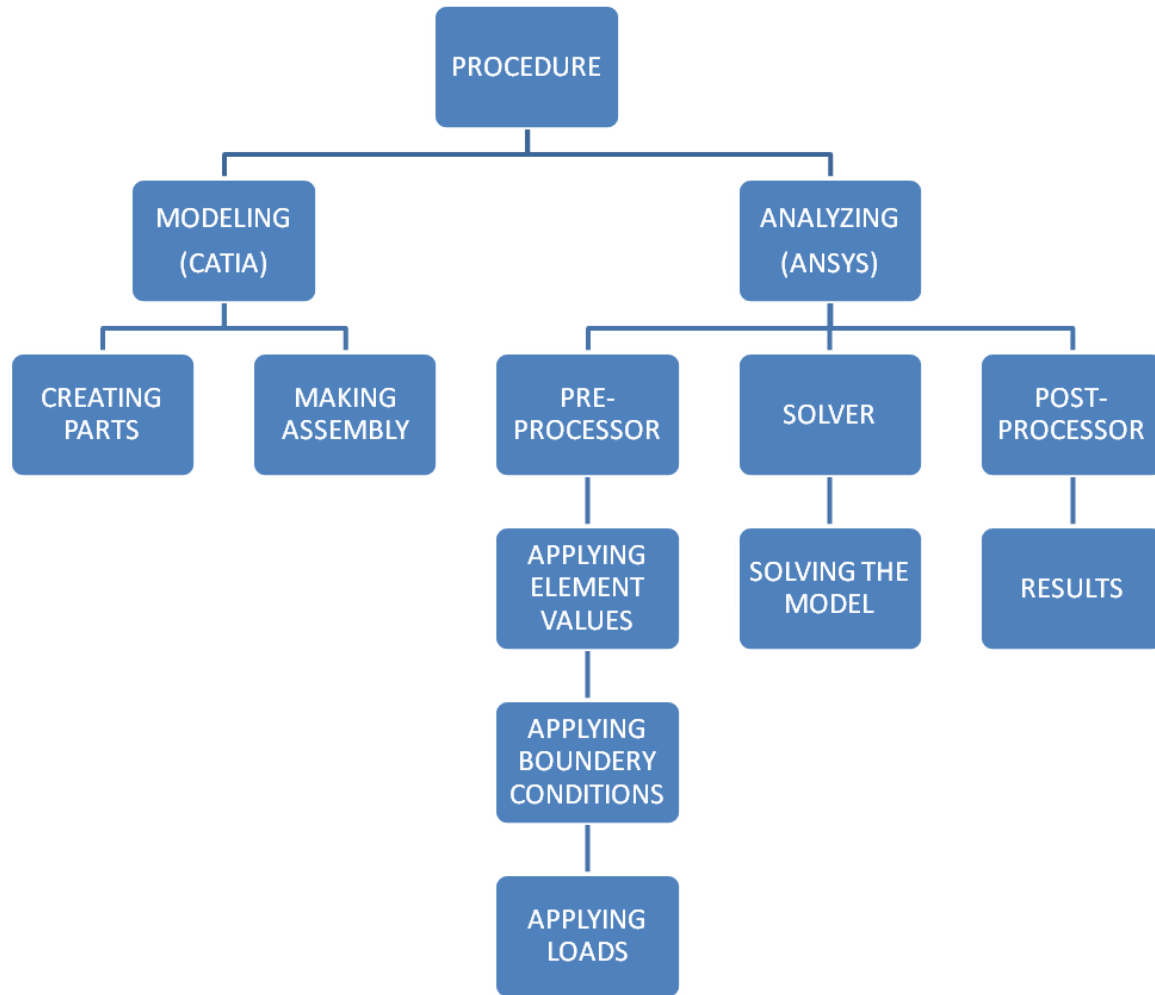 PROCEDURE
MODELING
(CATIA)
ANALYZING
(ANSYS)
CREATING
PARTS
MAKING
ASSEMBLY
PRE-
PROCESSOR
SOLVER
POST-
PROCESSOR
APPLYING
ELEMENT
VALUES
SOLVING THE
MODEL
RESULTS
APPLYING
BOUNDERY
CONDITIONS
APPLYING
LOADS